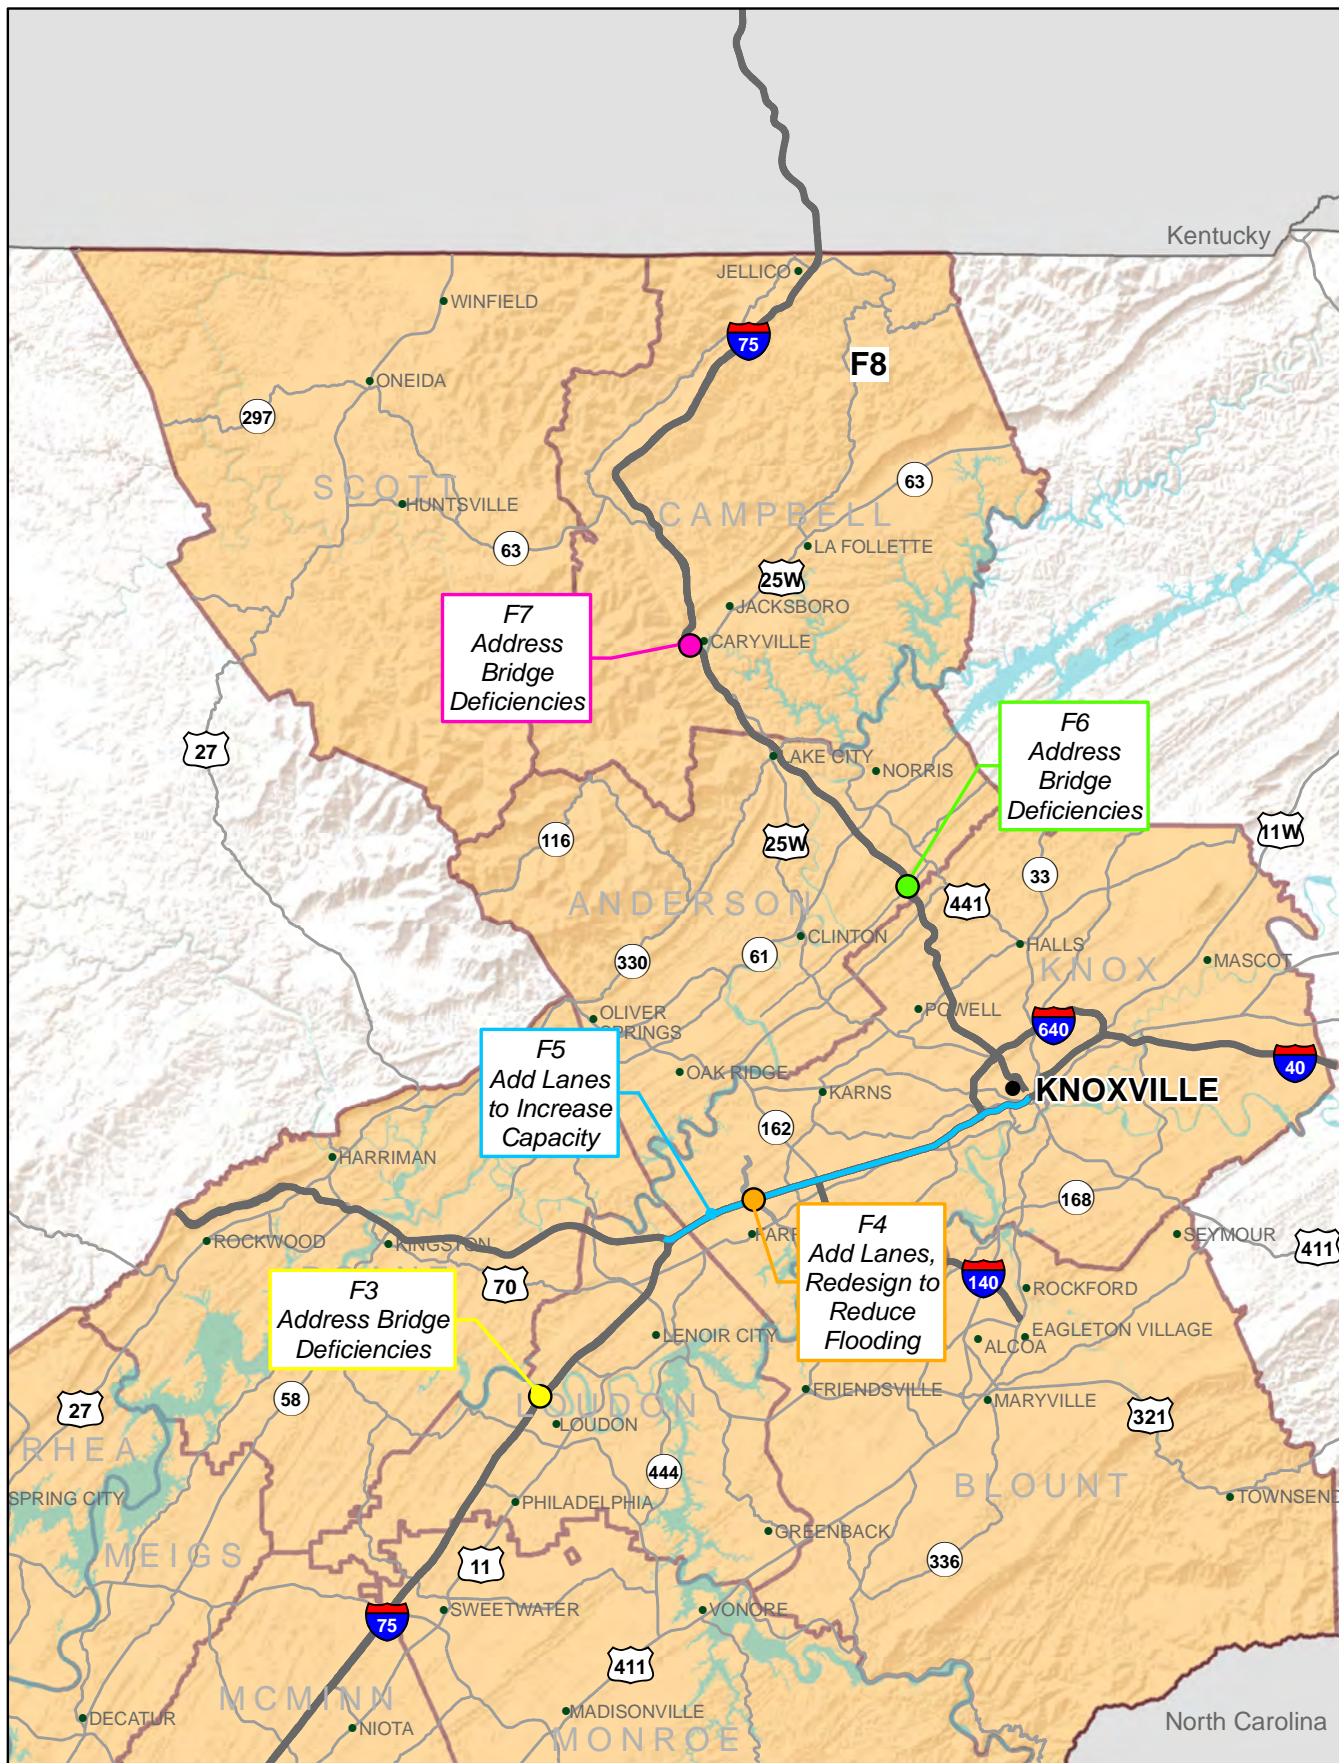 Kentucky
JELLICO
WINFIELD
75
F8
ONEIDA
297
SCOTT
HUNTSVILLE
63
CAMPBELL
63
LA FOLLETTE
25W
JACKSBORO
CARYVILLE
F7
Address
Bridge
Deficiencies
27
LAKE CITY
NORRIS
F6
Address
Bridge
Deficiencies
116
25W
11W
33
441
ANDERSON
CLINTON
HALLS
KNOX
MASCOT
330
61
OLIVER
SPRINGS
POWELL
640
40
F5
Add Lanes
to Increase
Capacity
OAK RIDGE
KARNS
KNOXVILLE
162
HARRIMAN
168
ROCKWOOD
KINGSTON
SEYMOUR
411
F4
Add Lanes,
Redesign to
Reduce
Flooding
70
140
ROCKFORD
F3
Address Bridge
Deficiencies
LENOIR CITY
EAGLETON VILLAGE
ALCOA
58
27
LOUDON
LOUDON
FRIENDSVILLE
MARYVILLE
321
RHEA
444
BLOUNT
SPRING CITY
PHILADELPHIA
TOWNSEND
GREENBACK
MEIGS
11
336
75
SWEETWATER
VONORE
411
MCMINN
DECATUR
NIOTA
MADISONVILLE
MONROE
North Carolina